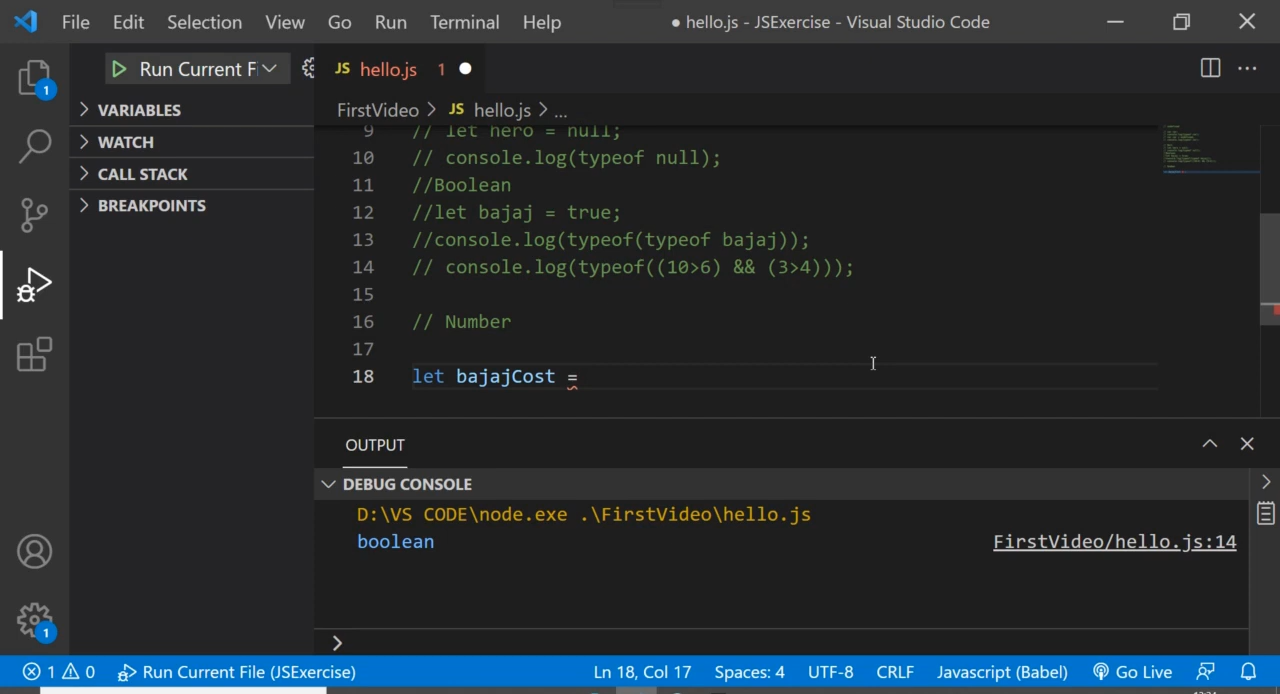 File Edit Selection View Go Run Terminal Help ● hello.js - JSExercise - Visual Studio Code
Run Current F
JS hello.js 1
1
FirstVideo > JS hello.js > ...
VARIABLES
WATCH
CALL STACK
BREAKPOINTS
9 // let hero = null;
10 // console.log(typeof null);
11 //Boolean
12 //let bajaj = true;
13 //console.log(typeof(typeof bajaj));
14 // console.log(typeof((10>6) && (3>4)));
15
16 // Number
17
18 let bajajCost =
OUTPUT
DEBUG CONSOLE
D:\VS CODE\node.exe .\FirstVideo\hello.js
boolean FirstVideo/hello.js:14
>
1
1 0 Run Current File (JSExercise) Ln 18, Col 17 Spaces: 4 UTF-8 CRLF Javascript (Babel) Go Live